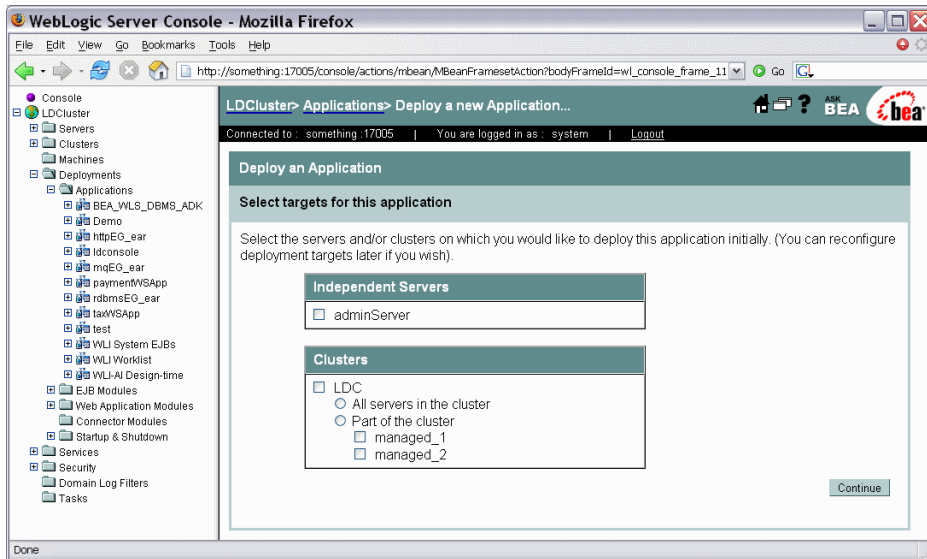 WebLogic Server Console - Mozilla Firefox
File Edit View Go Bookmarks Tools Help
http://something:17005/console/actions/mbean/MBeanFramesetAction?bodyFrameId=wl_console_frame_11
Go
Console
LDCluster
Servers
Clusters
Machines
Deployments
Applications
BEA_WLS_DBMS_ADK
Demo
httpEG_ear
ldconsole
mqEG_ear
paymentWSApp
rdbmsEG_ear
taxWSApp
test
WLI System EJBs
WLI Worklist
WLI-AI Design-time
EJB Modules
Web Application Modules
Connector Modules
Startup & Shutdown
Services
Security
Domain Log Filters
Tasks
LDCluster> Applications> Deploy a new Application...
ASK
BEA
bea
Connected to : something :17005 | You are logged in as : system | Logout
Deploy an Application
Select targets for this application
Select the servers and/or clusters on which you would like to deploy this application initially. (You can reconfigure
deployment targets later if you wish).
Independent Servers
adminServer
Clusters
LDC
All servers in the cluster
Part of the cluster
managed_1
managed_2
Continue
Done